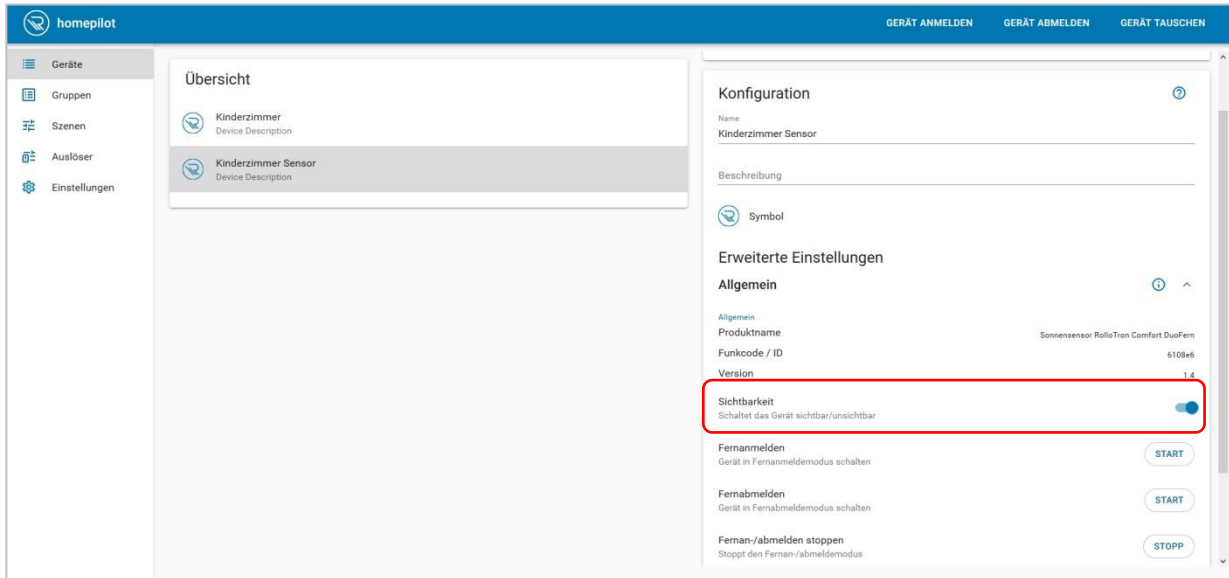 homepilot
GERÄT ANMELDEN
GERÄT ABMELDEN
GERÄT TAUSCHEN
Geräte
Gruppen
Szenen
Auslöser
Einstellungen
Übersicht
Kinderzimmer
Device Description
Kinderzimmer Sensor
Device Description
Konfiguration
Name
Kinderzimmer Sensor
Beschreibung
Symbol
Erweiterte Einstellungen
Allgemein
Allgemein
Produktname
Sonnensensor RolloTron Comfort DuoFern
Funkcode / ID
6108e6
Version
1.4
Sichtbarkeit
Schaltet das Gerät sichtbar/unsichtbar
Fernanmelden
START
Gerät in Fernanmeldemodus schalten
Fernabmelden
START
Gerät in Fernabmeldemodus schalten
Fernan-/abmelden stoppen
STOPP
Stoppt den Fernan-/abmeldemodus